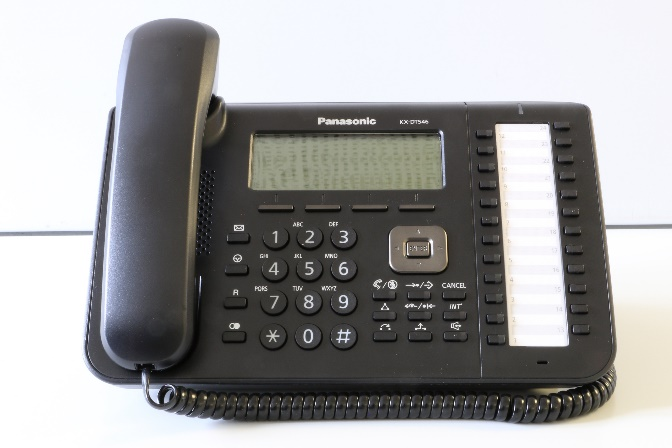 Panasonic KX-DT546
ABC DEF
1 2 3
GHI JKL MNO
4 5 6
PQRS TUV WXYZ
7 8 9
* 0 #
R
CANCEL
INT'
ENTER